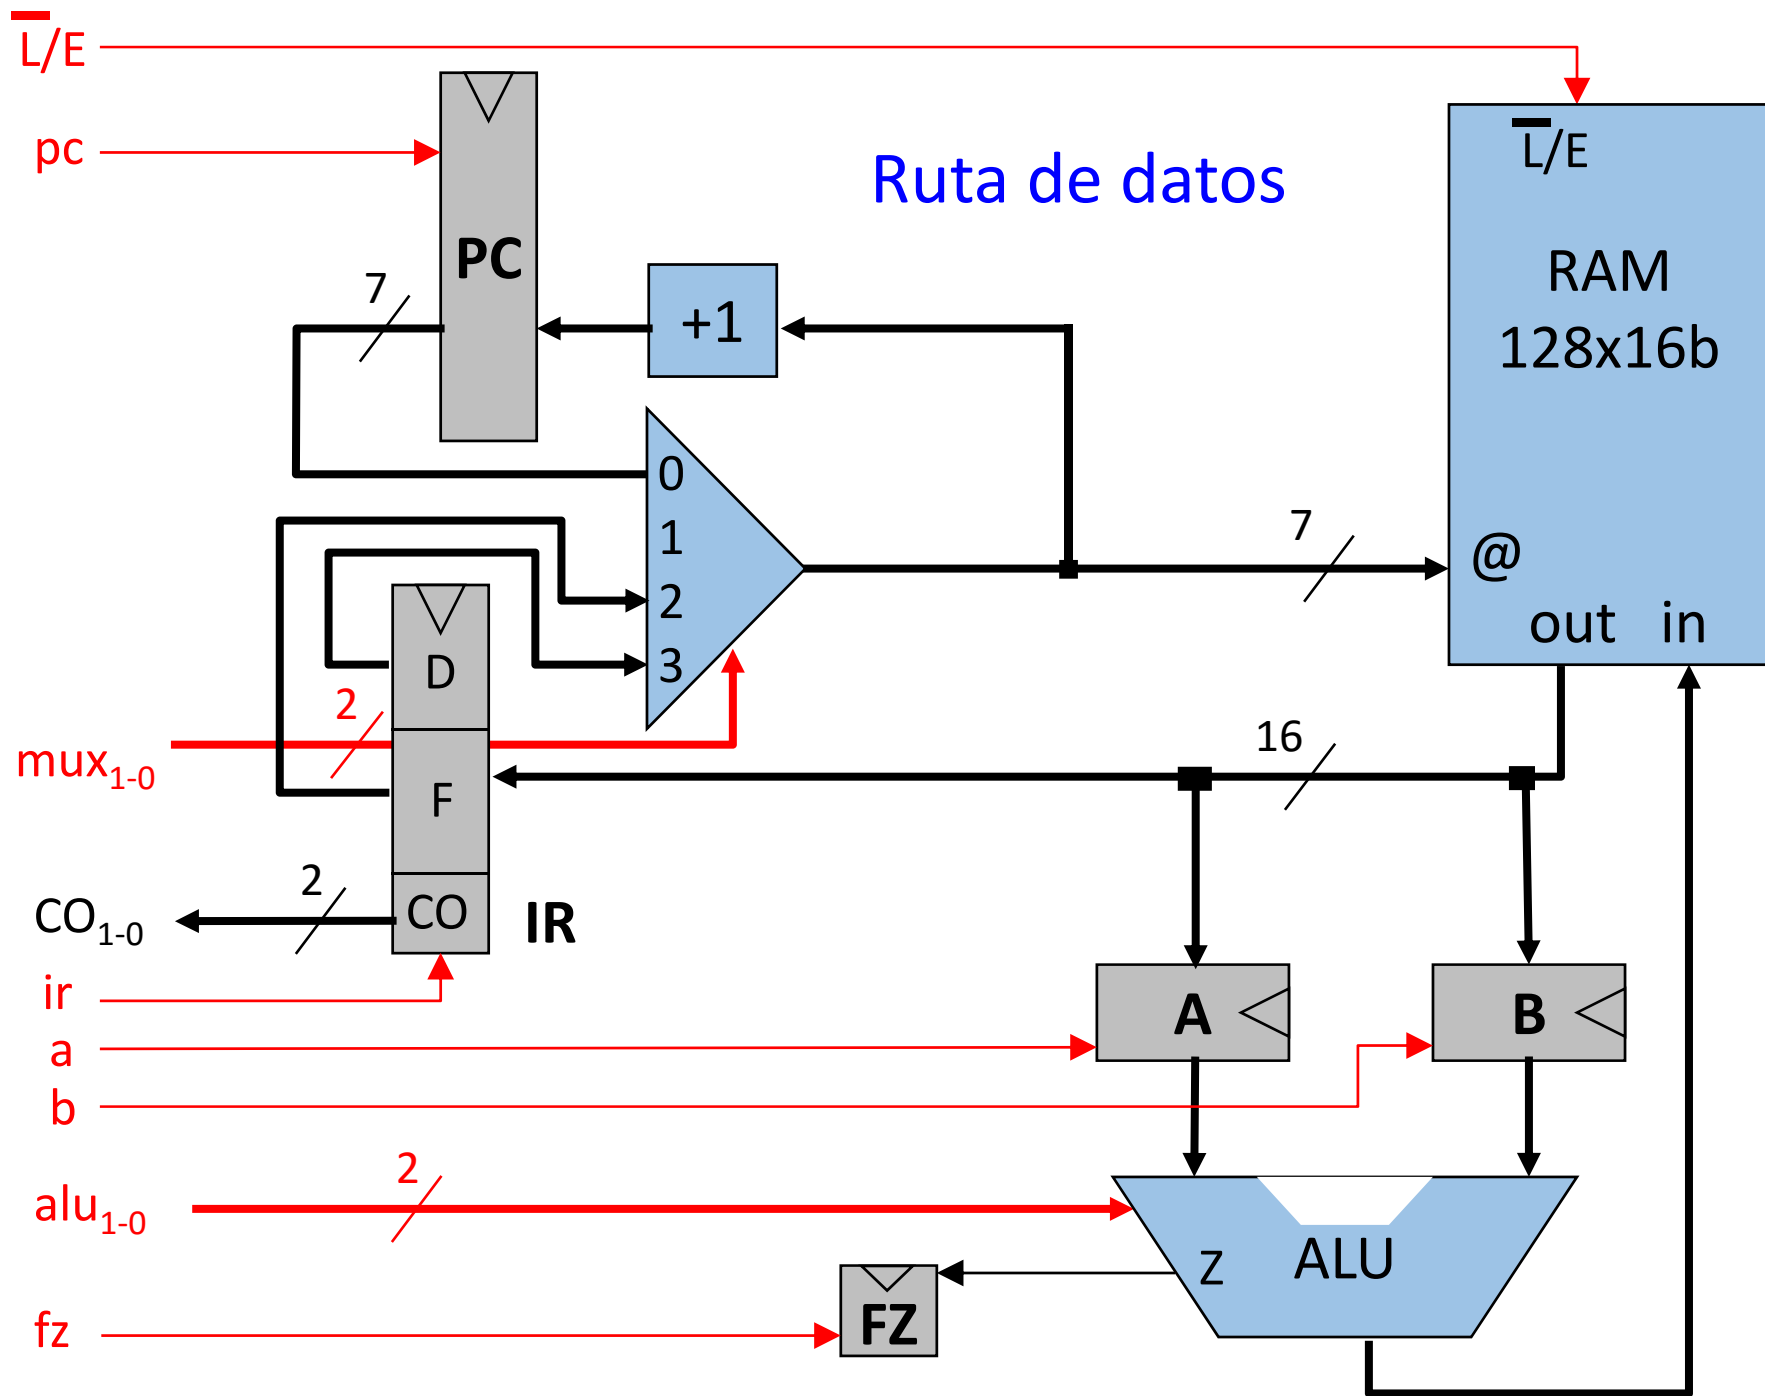 L/E
pc
Ruta de datos
L/E
RAM
128x16b
PC
7
+1
0
1
2
3
7
@
out in
D
2
mux1-0
F
16
2
CO1-0
CO
IR
ir
a
b
A
B
2
alu1-0
Z
ALU
fz
FZ